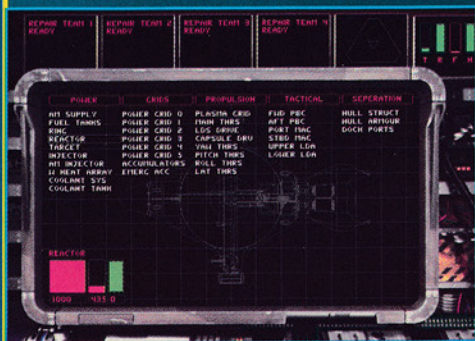 REPAIR TEAM 1 REPAIR TEAM 2 REPAIR TEAM 3 REPAIR TEAM 4
READY READY READY READY
T R F H
POWER GRIDS PROPULSION TACTICAL SEPERATION
AM SUPPLY POWER GRID 0 PLASMA GRID FWD PBC HULL STRUCT
FUEL TANKS POWER GRID 1 MAIN THRS AFT PBC HULL ARMOUR
RING POWER GRID 2 LDS DRIVE PORT MAC DOCK PORTS
REACTOR POWER GRID 3 CAPSULE DRV STBD MAC
TARGET POWER GRID 4 YAW THRS UPPER LDA
INJECTOR POWER GRID 5 PITCH THRS LOWER LDA
AM INJECTOR ACCUMULATORS ROLL THRS
W HEAT ARRAY EMERG ACC LAT THRS
COOLANT SYS
COOLANT TANK
REACTOR
1000 433 0